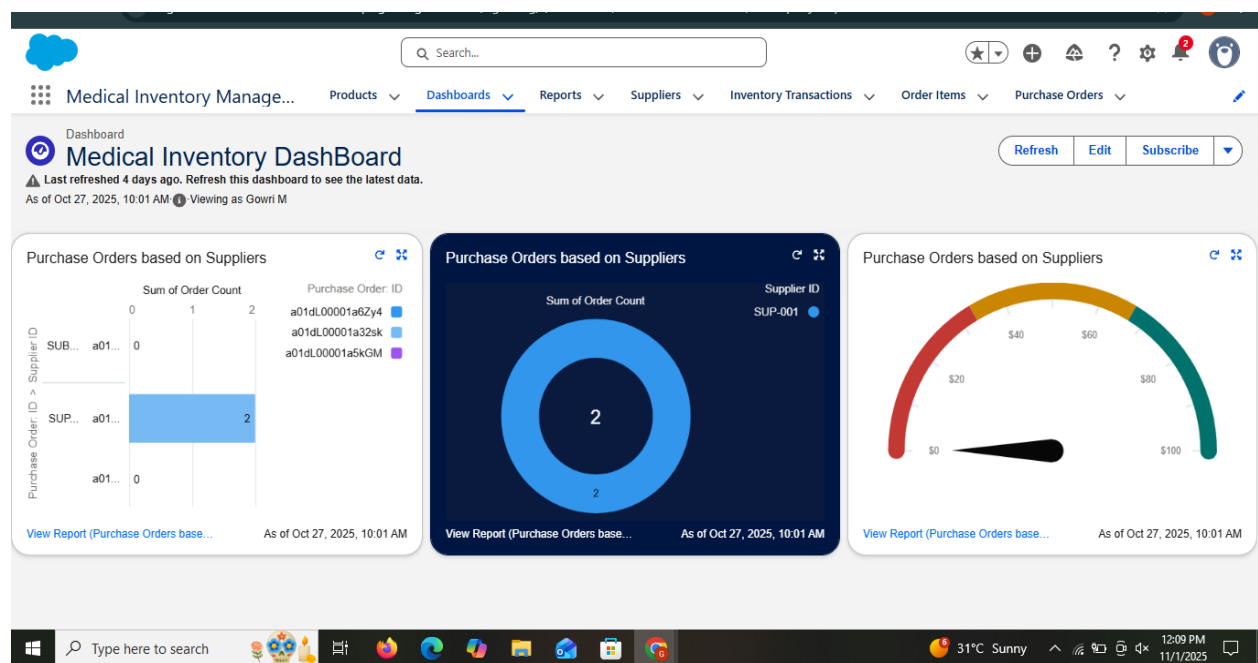 Search...
2
Medical Inventory Manage...
Products
Dashboards
Reports
Suppliers
Inventory Transactions
Order Items
Purchase Orders
Dashboard
Medical Inventory DashBoard
Last refreshed 4 days ago. Refresh this dashboard to see the latest data.
As of Oct 27, 2025, 10:01 AM Viewing as Gowri M
Refresh
Edit
Subscribe
Purchase Orders based on Suppliers
Sum of Order Count
0 1 2
Purchase Order: ID > Supplier ID
SUB... a01... 0
SUP... a01... 2
a01... 0
Purchase Order: ID
a01dL00001a6Zy4
a01dL00001a32sk
a01dL00001a5kGM
View Report (Purchase Orders base...
As of Oct 27, 2025, 10:01 AM
Purchase Orders based on Suppliers
Sum of Order Count
Supplier ID
SUP-001
2
2
View Report (Purchase Orders base...
As of Oct 27, 2025, 10:01 AM
Purchase Orders based on Suppliers
$0
$20
$40
$60
$80
$100
View Report (Purchase Orders base...
As of Oct 27, 2025, 10:01 AM
Type here to search
6
31°C Sunny
12:09 PM
11/1/2025